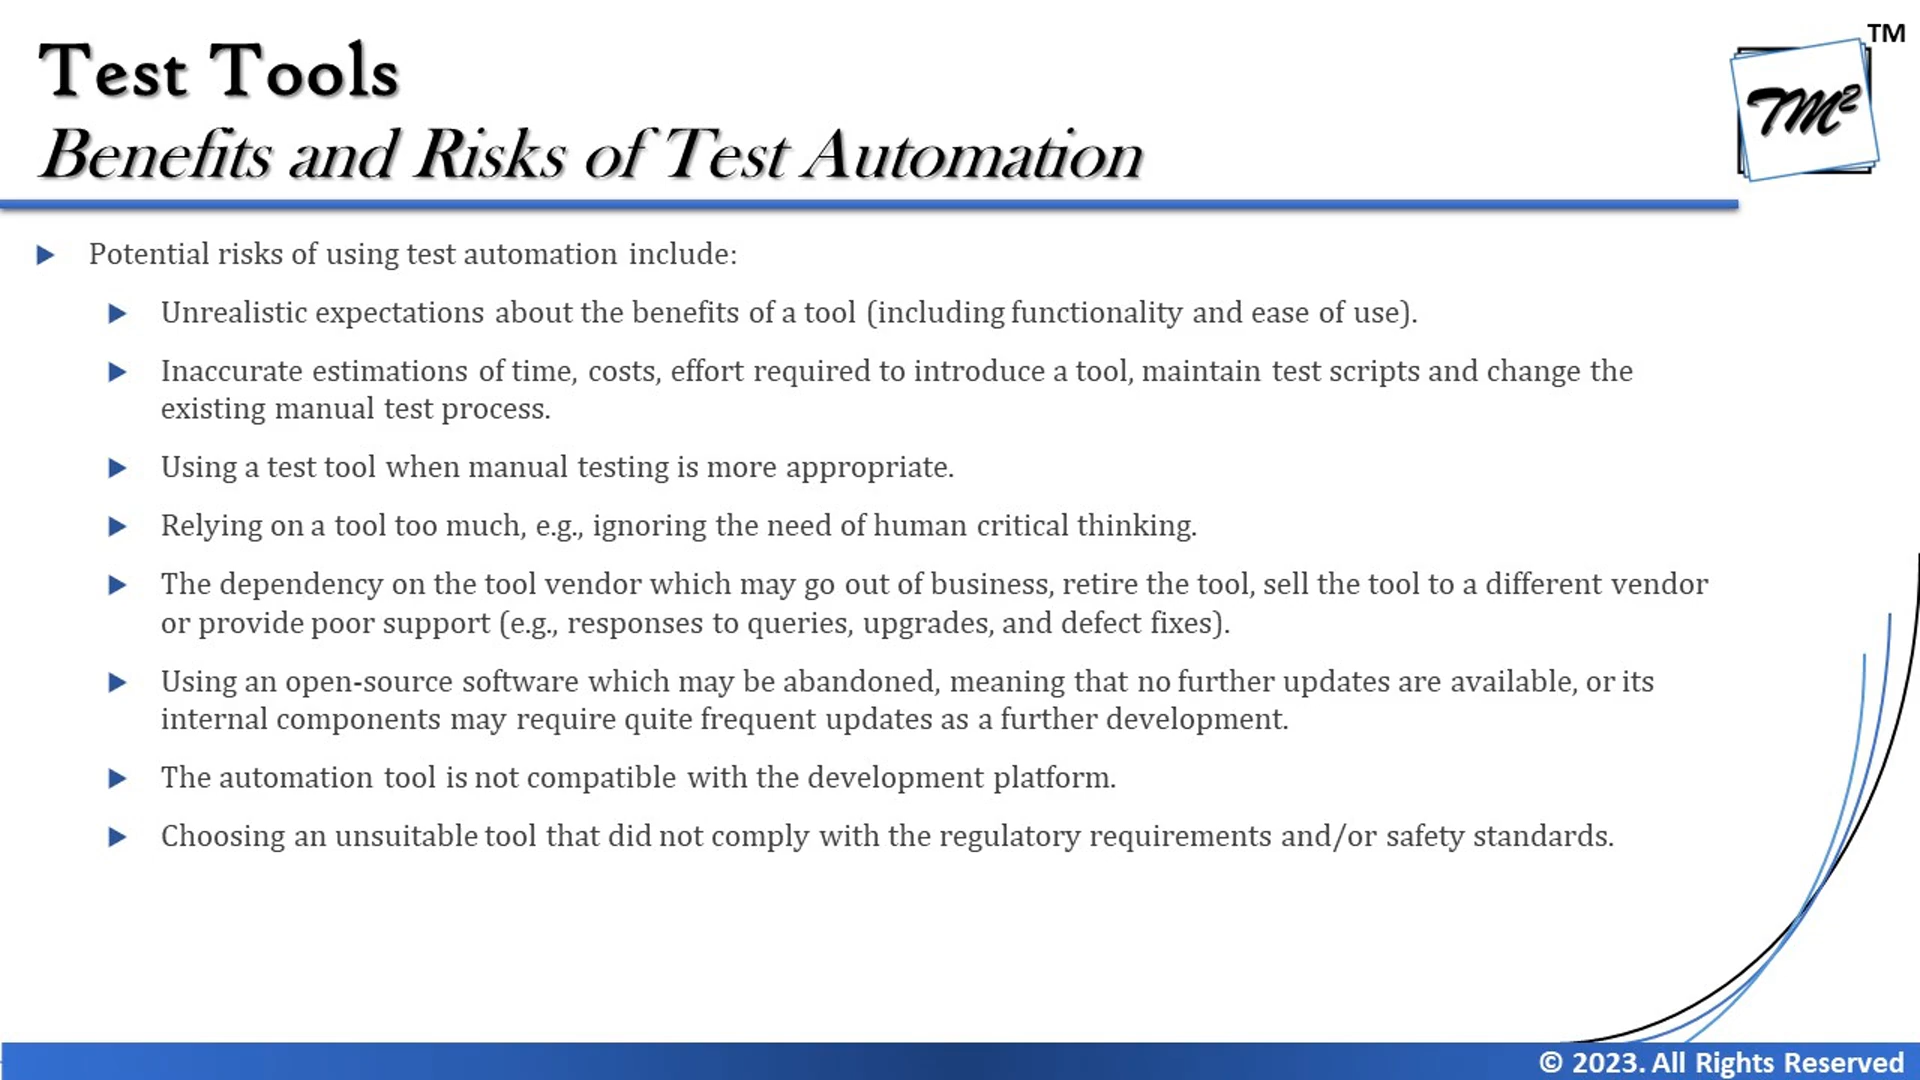 Test Tools
TM
Benefits and Risks of Test Automation
TM²
Potential risks of using test automation include:
Unrealistic expectations about the benefits of a tool (including functionality and ease of use).
Inaccurate estimations of time, costs, effort required to introduce a tool, maintain test scripts and change the
existing manual test process.
Using a test tool when manual testing is more appropriate.
Relying on a tool too much, e.g., ignoring the need of human critical thinking.
The dependency on the tool vendor which may go out of business, retire the tool, sell the tool to a different vendor
or provide poor support (e.g., responses to queries, upgrades, and defect fixes).
Using an open-source software which may be abandoned, meaning that no further updates are available, or its
internal components may require quite frequent updates as a further development.
The automation tool is not compatible with the development platform.
Choosing an unsuitable tool that did not comply with the regulatory requirements and/or safety standards.
© 2023. All Rights Reserved